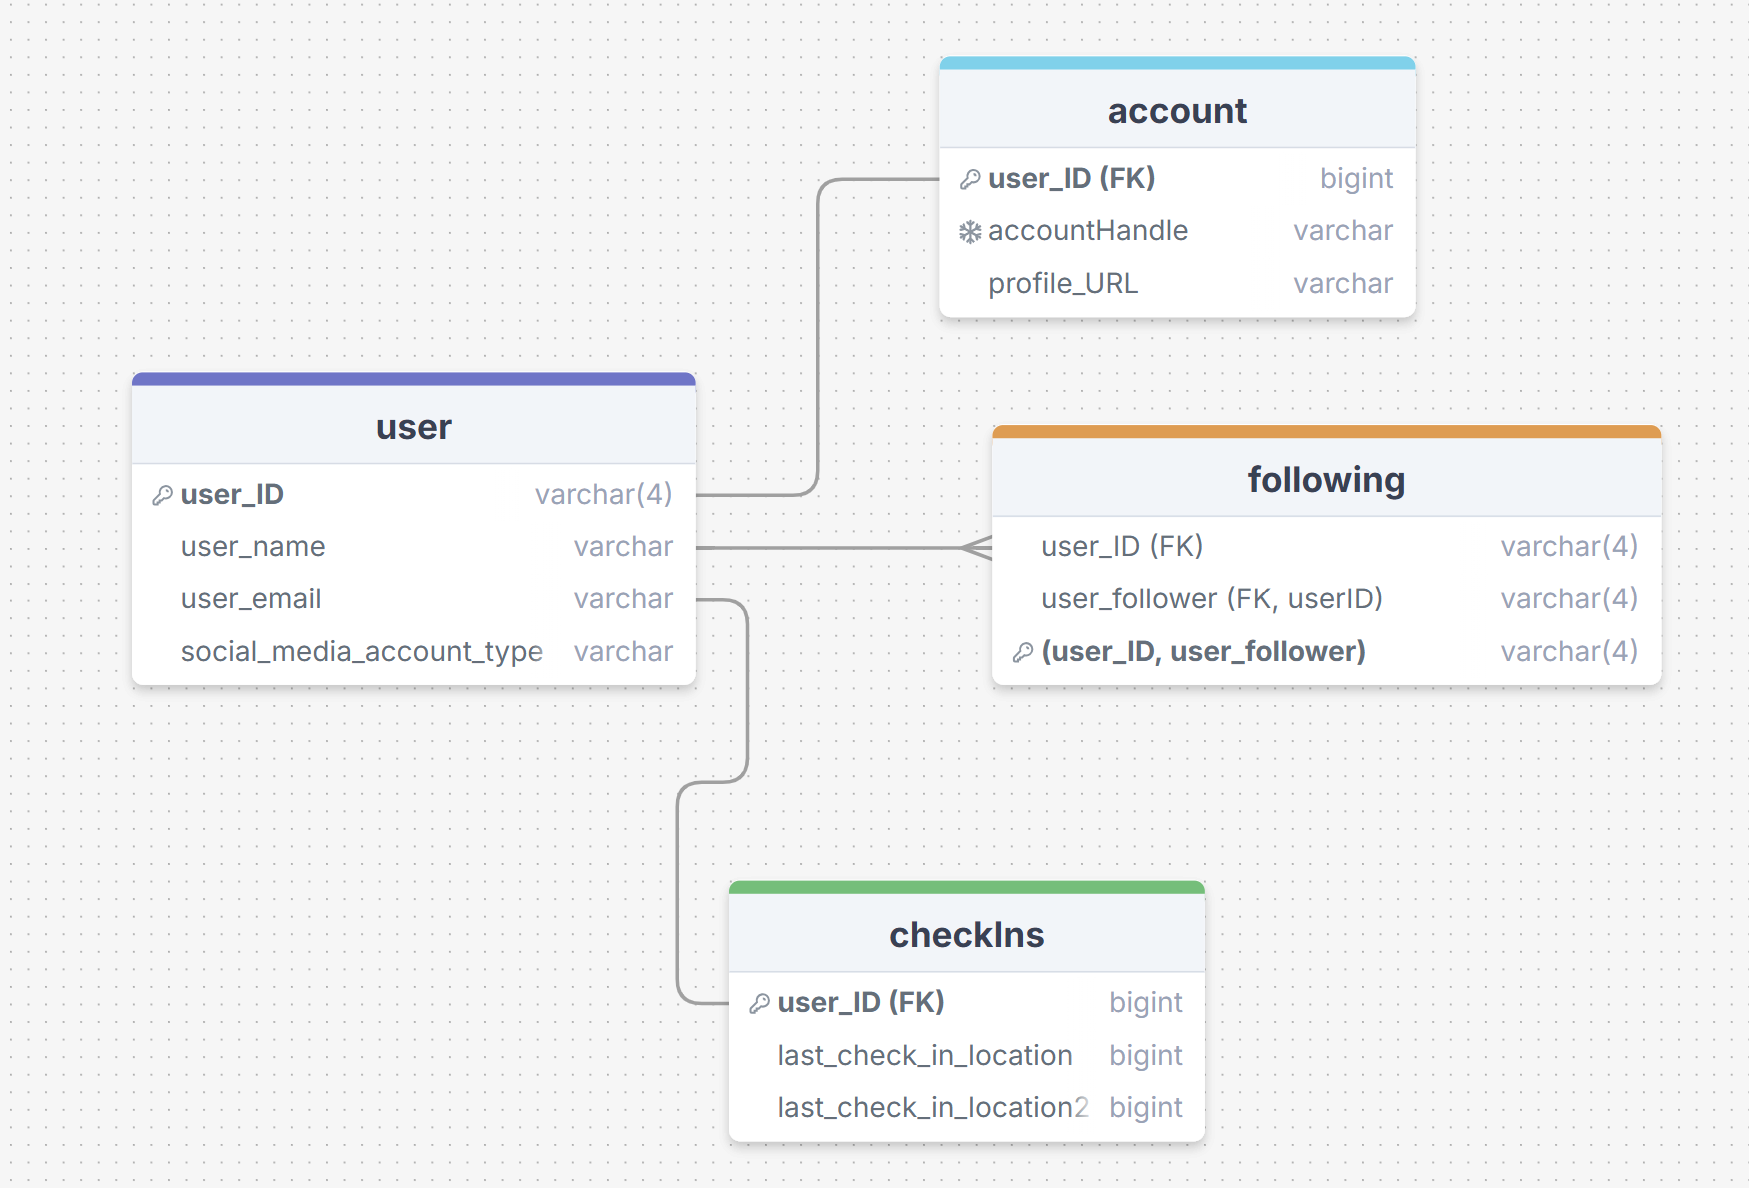 account
user_ID (FK) bigint
accountHandle varchar
profile_URL varchar
user
user_ID varchar(4)
user_name varchar
user_email varchar
social_media_account_type varchar
following
user_ID (FK) varchar(4)
user_follower (FK, userID) varchar(4)
(user_ID, user_follower) varchar(4)
checkIns
user_ID (FK) bigint
last_check_in_location bigint
last_check_in_location2 bigint